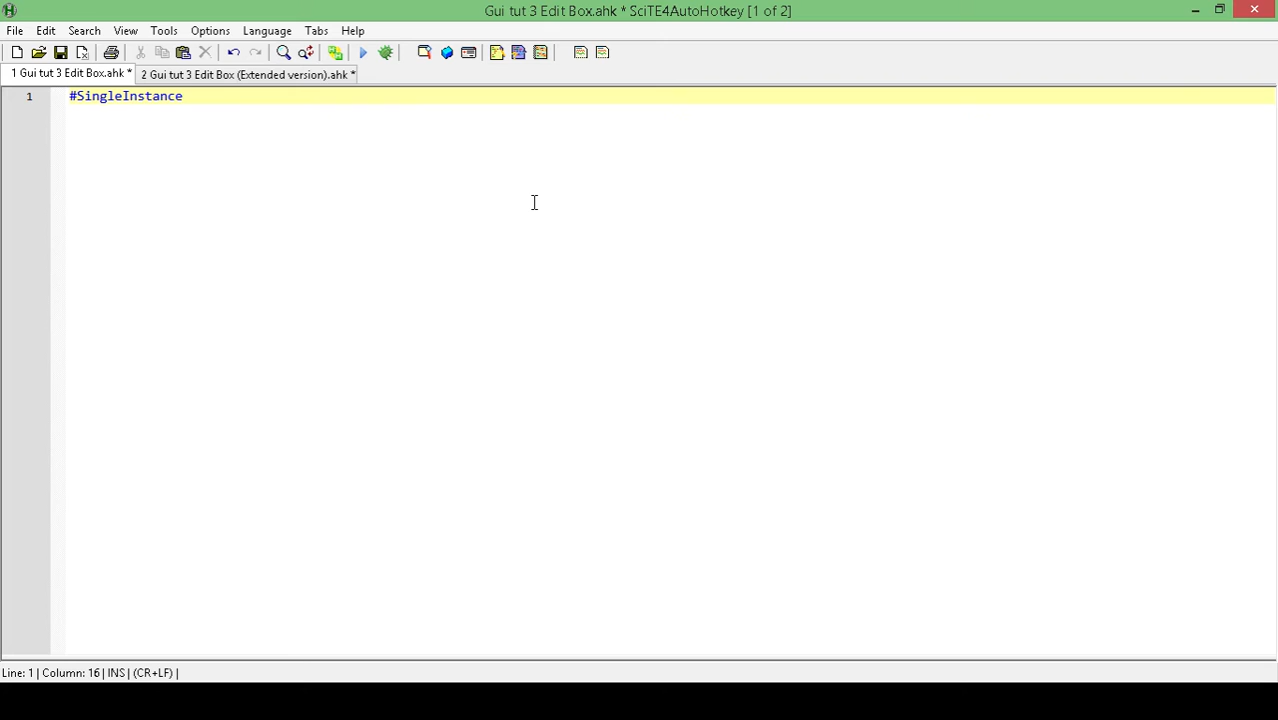 Gui tut 3 Edit Box.ahk * SciTE4AutoHotkey [1 of 2]
File Edit Search View Tools Options Language Tabs Help
1 Gui tut 3 Edit Box.ahk * 2 Gui tut 3 Edit Box (Extended version).ahk *
1 #SingleInstance
Line: 1 | Column: 16 | INS | (CR+LF) |